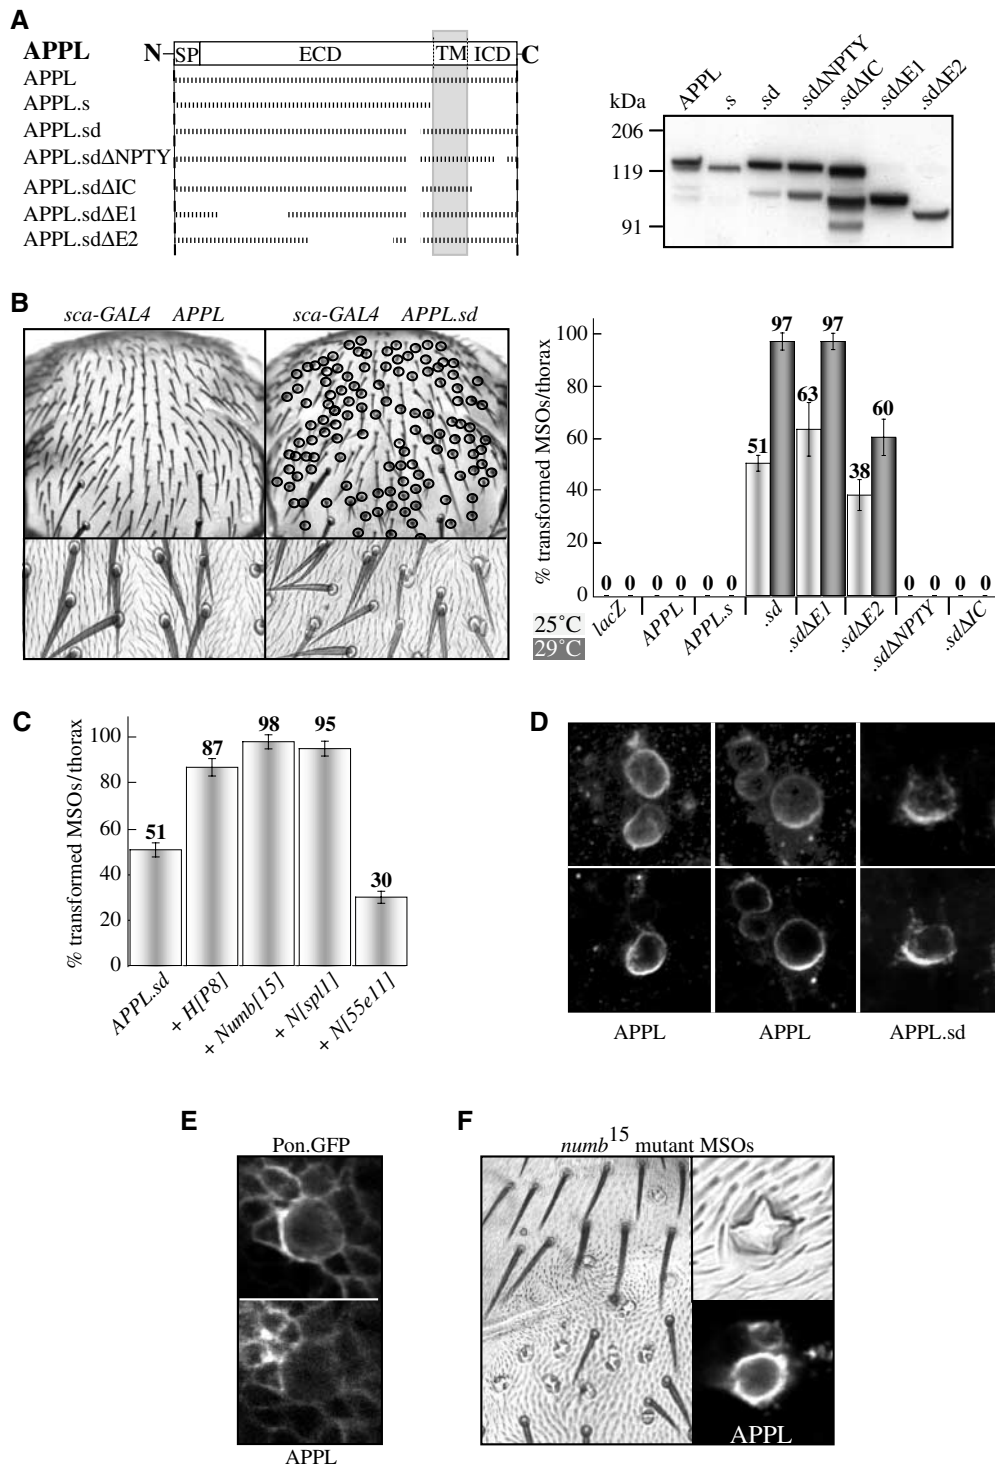 A
APPL N SP ECD TM ICD C
APPL
APPL.s
APPL.sd
APPL.sdΔNPTY
APPL.sdΔIC
APPL.sdΔE1
APPL.sdΔE2
kDa APPL .s .sd .sdΔNPTY .sdΔIC .sdΔE1 .sdΔE2
206
119
91
B
sca-GAL4 APPL sca-GAL4 APPL.sd
% transformed MSOs/thorax
100
80
60
40
20
0
0 0 0 0 0 0 51 97 63 97 38 60 0 0 0 0
lacZ APPL APPL.s .sd .sdΔE1 .sdΔE2 .sdΔNPTY .sdΔIC
25°C
29°C
C
% transformed MSOs/thorax
100
80
60
40
20
0
51 87 98 95 30
APPL.sd + H[P8] + Numb[15] + N[spl1] + N[55e11]
D
APPL APPL APPL.sd
E
Pon.GFP
APPL
F
numb15 mutant MSOs
APPL